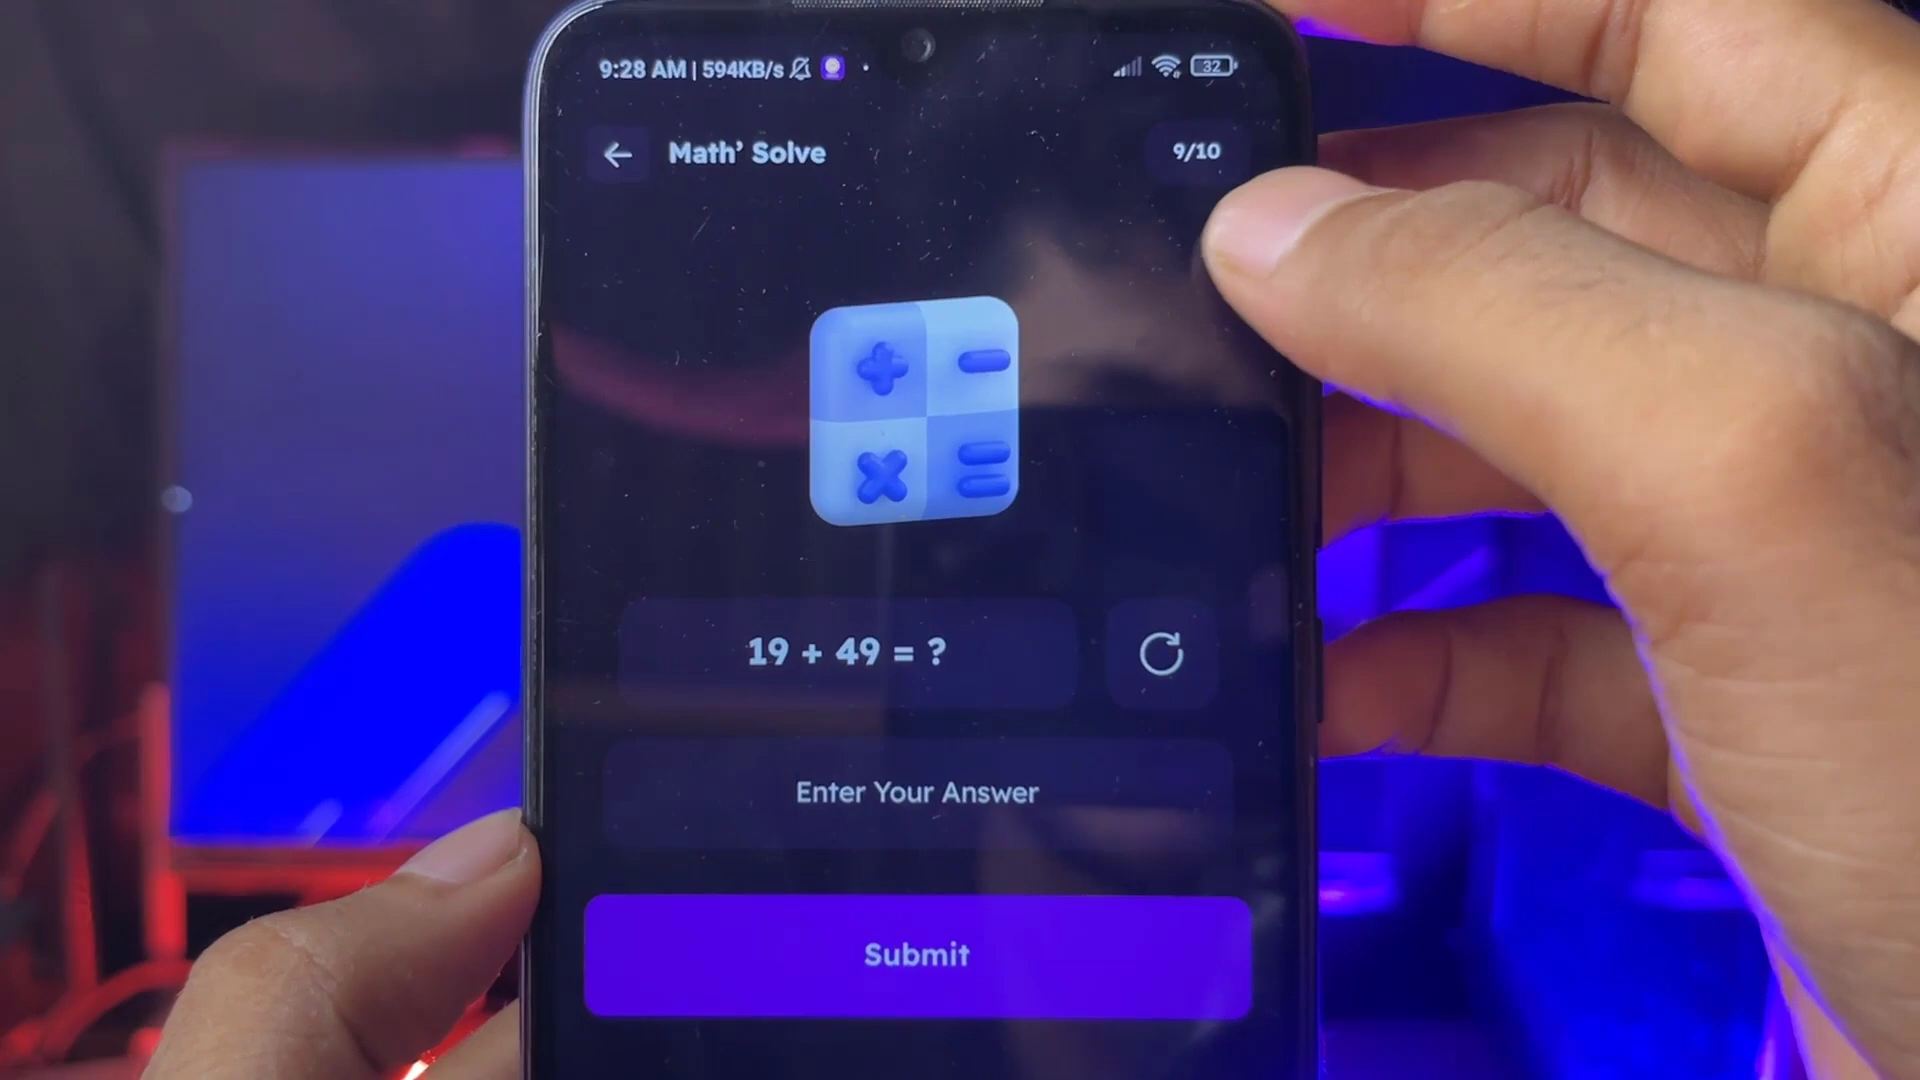 9:28 AM | 594KB/s
32
Math’ Solve
9/10
19 + 49 = ?
Enter Your Answer
Submit